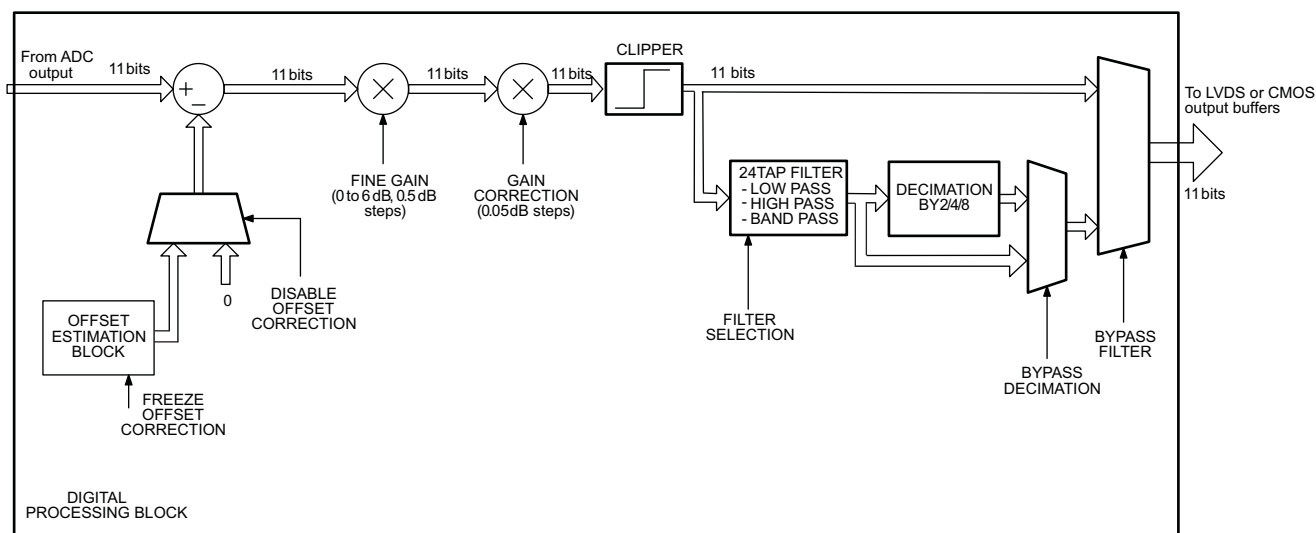 From ADC
output
11 bits
+
–
11 bits
11 bits
11 bits
CLIPPER
11 bits
To LVDS or CMOS
output buffers
11 bits
FINE GAIN
(0 to 6 dB, 0.5 dB
steps)
GAIN
CORRECTION
(0.05 dB steps)
24TAP FILTER
- LOW PASS
- HIGH PASS
- BAND PASS
DECIMATION
BY2/4/8
0
DISABLE
OFFSET
CORRECTION
OFFSET
ESTIMATION
BLOCK
FREEZE
OFFSET
CORRECTION
FILTER
SELECTION
BYPASS
DECIMATION
BYPASS
FILTER
DIGITAL
PROCESSING BLOCK